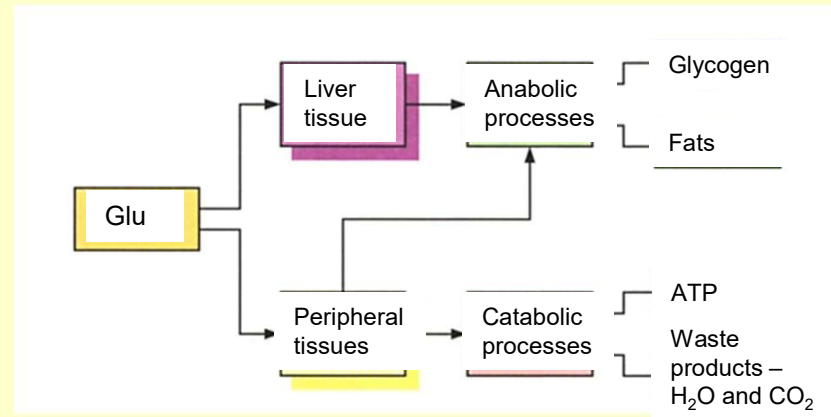 Glu
Liver
tissue
Anabolic
processes
Glycogen
Fats
Peripheral
tissues
Catabolic
processes
ATP
Waste
products –
H₂O and CO₂